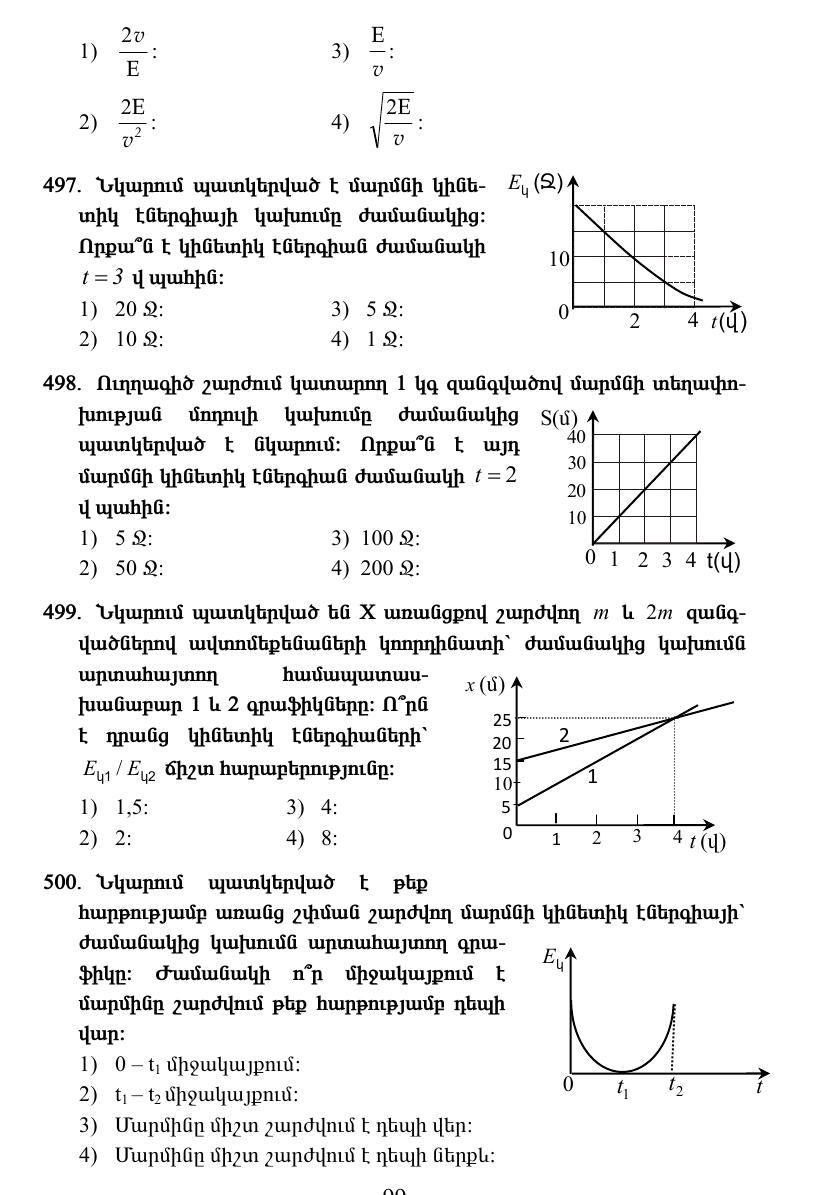 1) 2v/E :
3) E/v :
2) 2E/v² :
4) √(2E/v) :
497. Նկարում պատկերված է մարմնի կինե-
տիկ էներգիայի կախումը ժամանակից:
Որքա՞ն է կինետիկ էներգիան ժամանակի
t = 3 վ պահին:
1) 20 Ջ:
3) 5 Ջ:
2) 10 Ջ:
4) 1 Ջ:
Eկ (Ջ)
10
0
2
4
t(վ)
498. Ուղղագիծ շարժում կատարող 1 կգ զանգվածով մարմնի տեղափո-
խության մոդուլի կախումը ժամանակից
պատկերված է նկարում: Որքա՞ն է այդ
մարմնի կինետիկ էներգիան ժամանակի t = 2
վ պահին:
1) 5 Ջ:
3) 100 Ջ:
2) 50 Ջ:
4) 200 Ջ:
S(մ)
40
30
20
10
0 1 2 3 4 t(վ)
499. Նկարում պատկերված են X առանցքով շարժվող m և 2m զանգ-
վածներով ավտոմեքենաների կոորդինատի՝ ժամանակից կախումն
արտահայտող համապատաս-
խանաբար 1 և 2 գրաֆիկները: Ո՞րն
է դրանց կինետիկ էներգիաների՝
Eկ1 / Eկ2 ճիշտ հարաբերությունը:
1) 1,5:
3) 4:
2) 2:
4) 8:
x (մ)
25
20
15
10
5
2
1
0 1 2 3 4 t (վ)
500. Նկարում պատկերված է թեք
հարթությամբ առանց շփման շարժվող մարմնի կինետիկ էներգիայի՝
ժամանակից կախումն արտահայտող գրա-
ֆիկը: Ժամանակի ո՞ր միջակայքում է
մարմինը շարժվում թեք հարթությամբ դեպի
վար:
1) 0 – t₁ միջակայքում:
2) t₁ – t₂ միջակայքում:
3) Մարմինը միշտ շարժվում է դեպի վեր:
4) Մարմինը միշտ շարժվում է դեպի ներքև:
Eկ
0 t₁ t₂ t